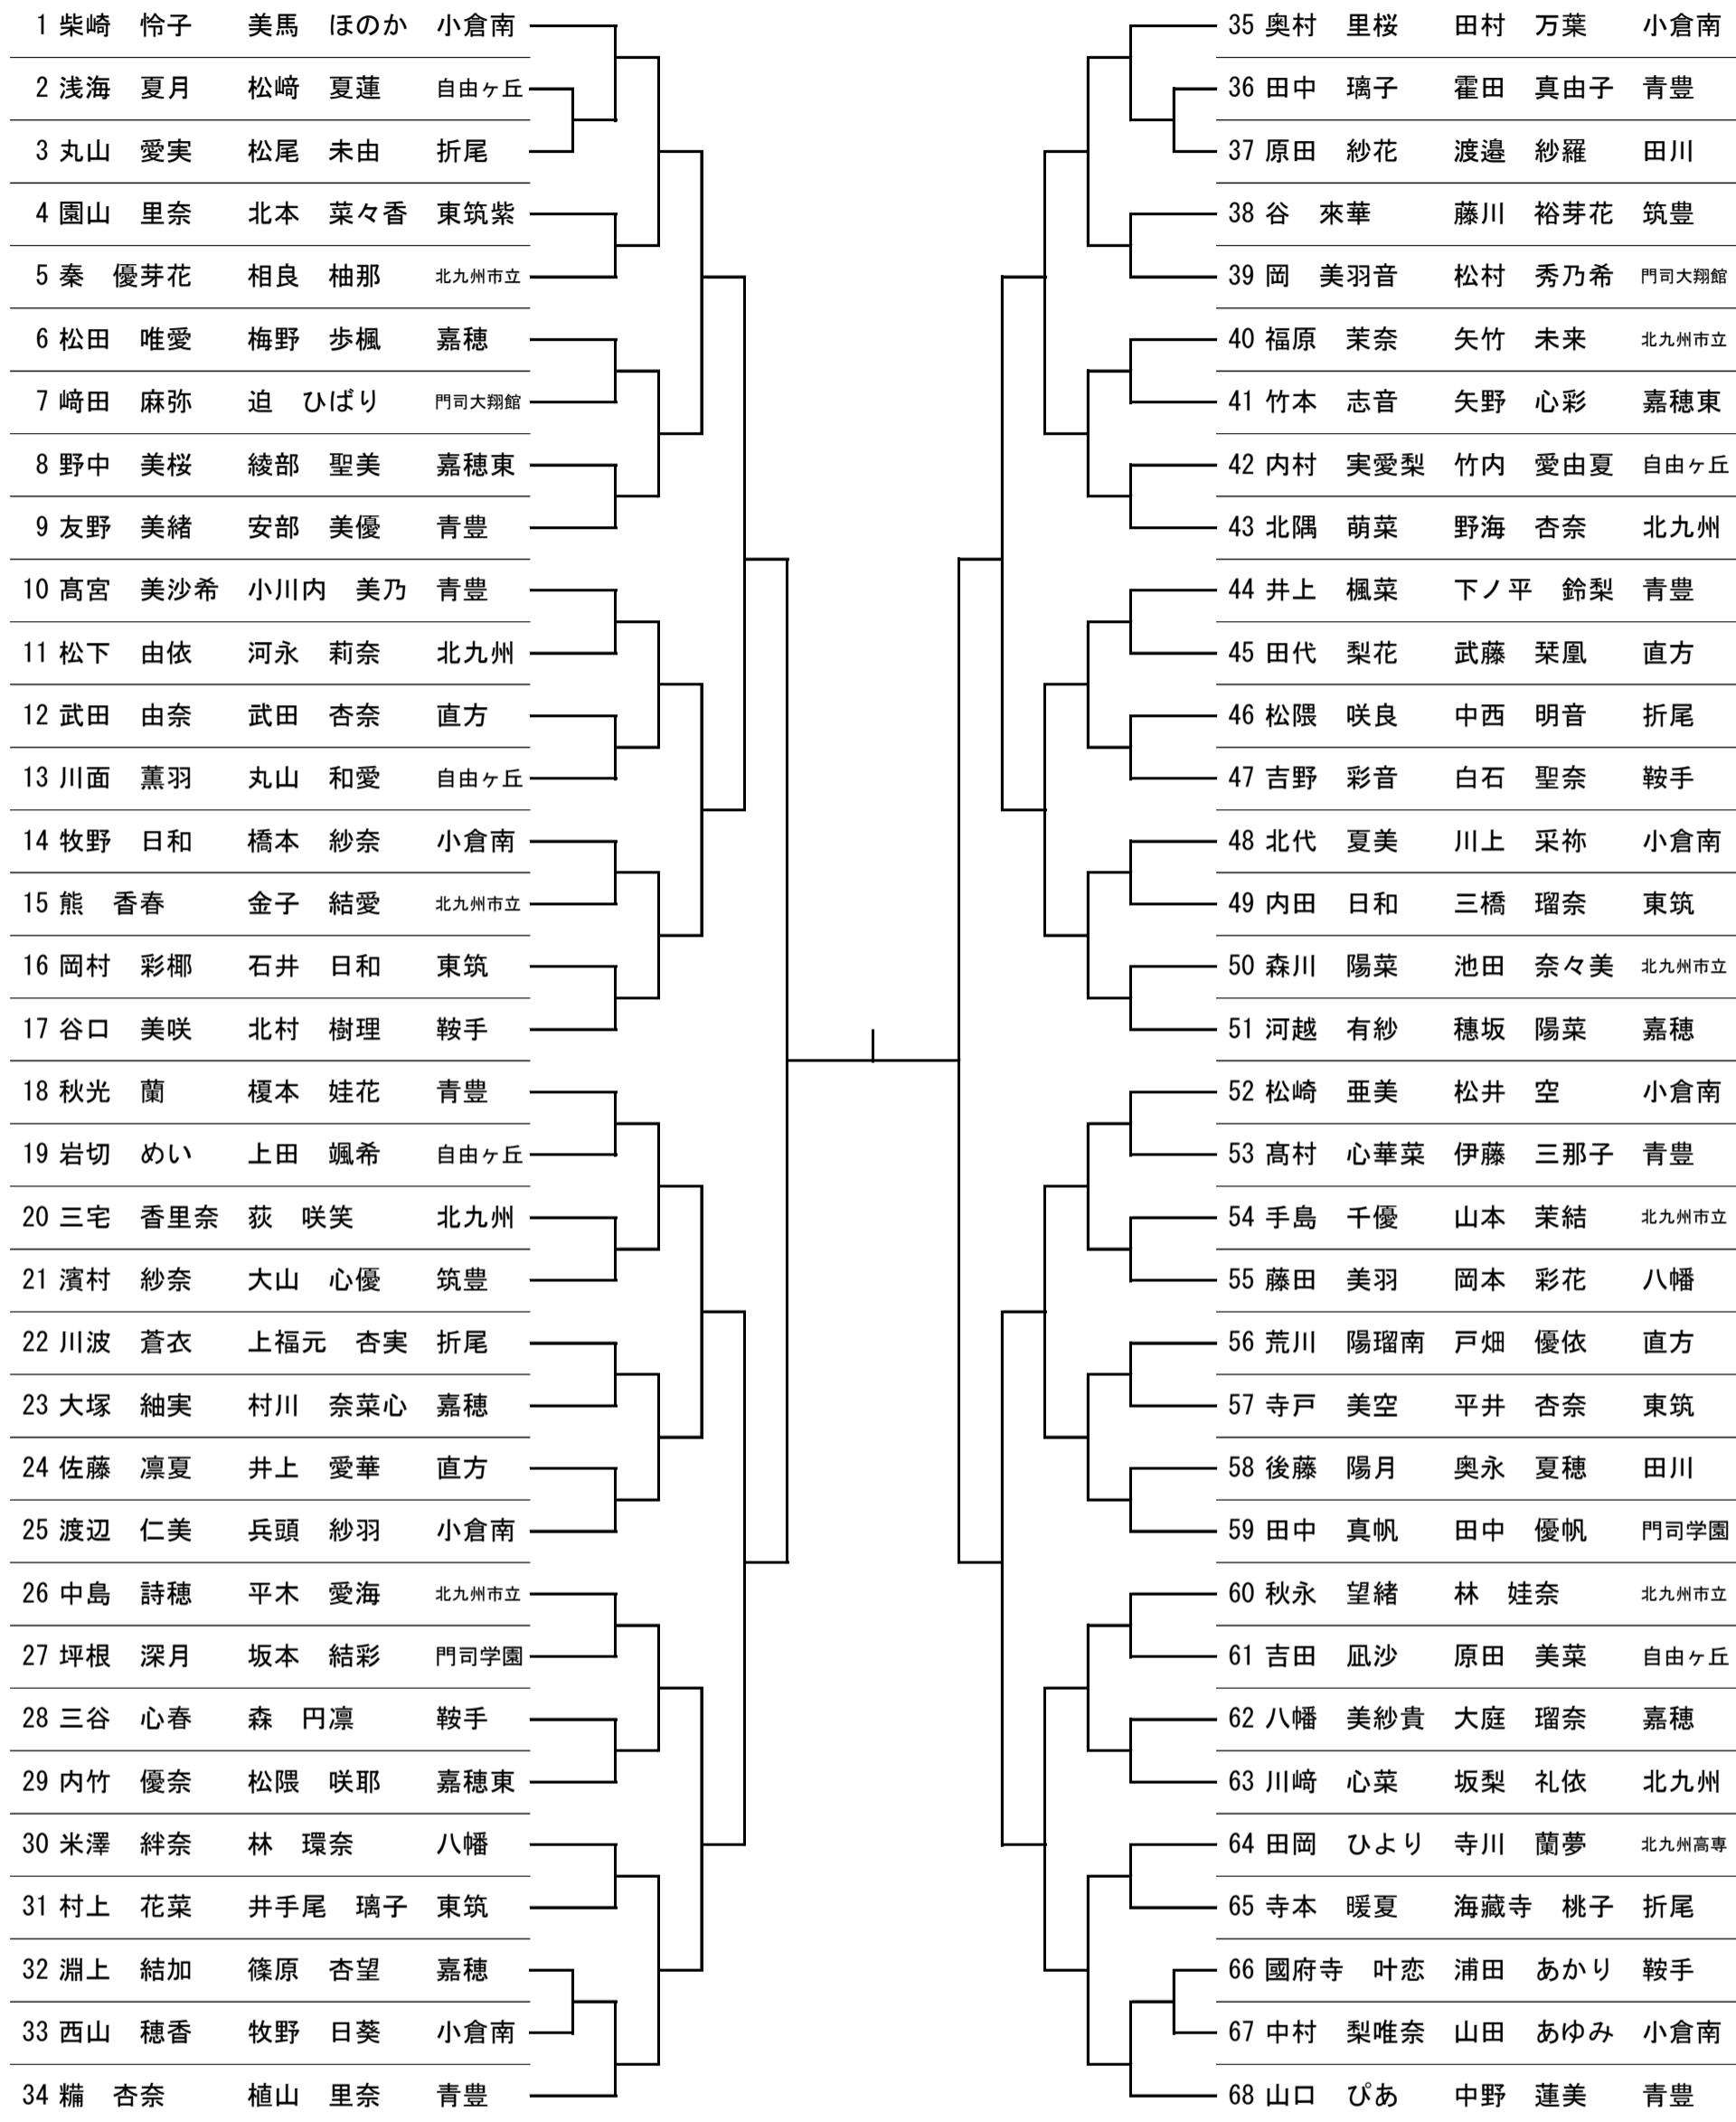 1 柴崎 怜子 美馬 ほのか 小倉南
2 浅海 夏月 松﨑 夏蓮 自由ヶ丘
3 丸山 愛実 松尾 未由 折尾
4 園山 里奈 北本 菜々香 東筑紫
5 秦 優芽花 相良 柚那 北九州市立
6 松田 唯愛 梅野 歩楓 嘉穂
7 﨑田 麻弥 迫 ひばり 門司大翔館
8 野中 美桜 綾部 聖美 嘉穂東
9 友野 美緒 安部 美優 青豊
10 髙宮 美沙希 小川内 美乃 青豊
11 松下 由依 河永 莉奈 北九州
12 武田 由奈 武田 杏奈 直方
13 川面 薫羽 丸山 和愛 自由ヶ丘
14 牧野 日和 橋本 紗奈 小倉南
15 熊 香春 金子 結愛 北九州市立
16 岡村 彩椰 石井 日和 東筑
17 谷口 美咲 北村 樹理 鞍手
18 秋光 蘭 榎本 娃花 青豊
19 岩切 めい 上田 颯希 自由ヶ丘
20 三宅 香里奈 荻 咲笑 北九州
21 濱村 紗奈 大山 心優 筑豊
22 川波 蒼衣 上福元 杏実 折尾
23 大塚 紬実 村川 奈菜心 嘉穂
24 佐藤 凛夏 井上 愛華 直方
25 渡辺 仁美 兵頭 紗羽 小倉南
26 中島 詩穂 平木 愛海 北九州市立
27 坪根 深月 坂本 結彩 門司学園
28 三谷 心春 森 円凛 鞍手
29 内竹 優奈 松隈 咲耶 嘉穂東
30 米澤 絆奈 林 環奈 八幡
31 村上 花菜 井手尾 璃子 東筑
32 淵上 結加 篠原 杏望 嘉穂
33 西山 穂香 牧野 日葵 小倉南
34 杏奈 植山 里奈 青豊
35 奥村 里桜 田村 万葉 小倉南
36 田中 璃子 霍田 真由子 青豊
37 原田 紗花 渡邉 紗羅 田川
38 谷 來華 藤川 裕芽花 筑豊
39 岡 美羽音 松村 秀乃希 門司大翔館
40 福原 茉奈 矢竹 未来 北九州市立
41 竹本 志音 矢野 心彩 嘉穂東
42 内村 実愛梨 竹内 愛由夏 自由ヶ丘
43 北隅 萌菜 野海 杏奈 北九州
44 井上 楓菜 下ノ平 鈴梨 青豊
45 田代 梨花 武藤 栞凰 直方
46 松隈 咲良 中西 明音 折尾
47 吉野 彩音 白石 聖奈 鞍手
48 北代 夏美 川上 采祢 小倉南
49 内田 日和 三橋 瑠奈 東筑
50 森川 陽菜 池田 奈々美 北九州市立
51 河越 有紗 穂坂 陽菜 嘉穂
52 松崎 亜美 松井 空 小倉南
53 髙村 心華菜 伊藤 三那子 青豊
54 手島 千優 山本 茉結 北九州市立
55 藤田 美羽 岡本 彩花 八幡
56 荒川 陽瑠南 戸畑 優依 直方
57 寺戸 美空 平井 杏奈 東筑
58 後藤 陽月 奥永 夏穂 田川
59 田中 真帆 田中 優帆 門司学園
60 秋永 望緒 林 娃奈 北九州市立
61 吉田 凪沙 原田 美菜 自由ヶ丘
62 八幡 美紗貴 大庭 瑠奈 嘉穂
63 川﨑 心菜 坂梨 礼依 北九州
64 田岡 ひより 寺川 蘭夢 北九州高専
65 寺本 暖夏 海藏寺 桃子 折尾
66 國府寺 叶恋 浦田 あかり 鞍手
67 中村 梨唯奈 山田 あゆみ 小倉南
68 山口 ぴあ 中野 蓮美 青豊